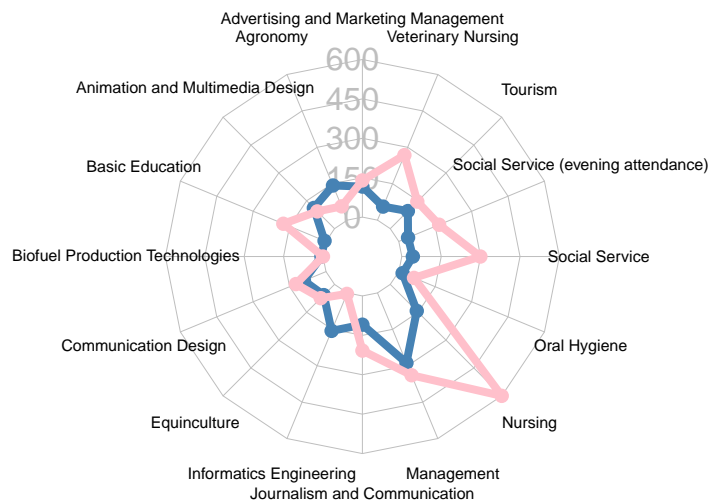 Advertising and Marketing Management
Agronomy
Veterinary Nursing
600
Animation and Multimedia Design
Tourism
450
300
Basic Education
Social Service (evening attendance)
150
0
Biofuel Production Technologies
Social Service
Communication Design
Oral Hygiene
Equinculture
Nursing
Informatics Engineering
Management
Journalism and Communication